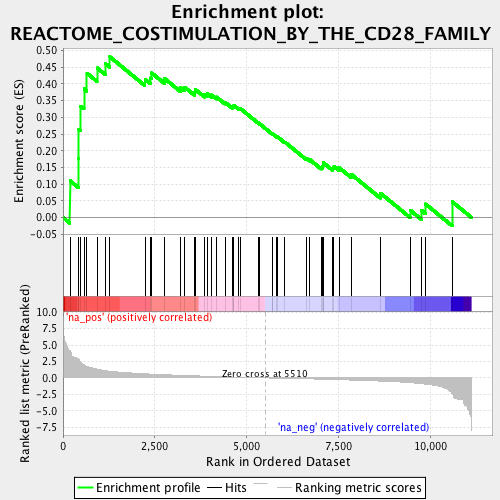 Enrichment plot:
REACTOME_COSTIMULATION_BY_THE_CD28_FAMILY
Enrichment score (ES)
0.50
0.45
0.40
0.35
0.30
0.25
0.20
0.15
0.10
0.05
0.00
-0.05
'na_pos' (positively correlated)
Ranked list metric (PreRanked)
10.0
7.5
5.0
2.5
0.0
-2.5
-5.0
-7.5
Zero cross at 5510
'na_neg' (negatively correlated)
0
2,500
5,000
7,500
10,000
Rank in Ordered Dataset
Enrichment profile
Hits
Ranking metric scores